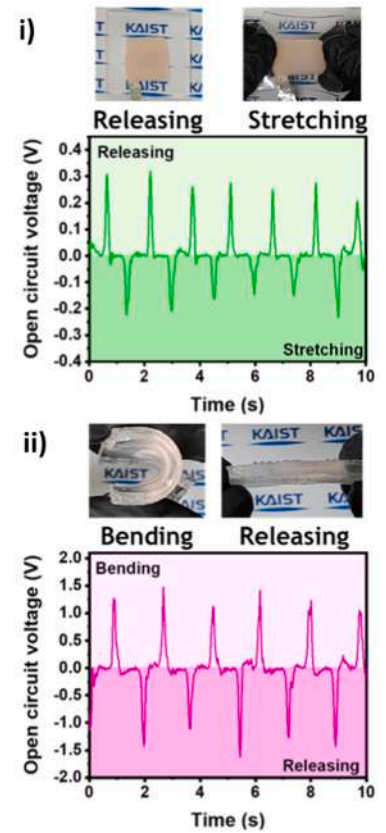 i)
KAIST
KAIST
Releasing
Stretching
Open circuit voltage (V)
0.4
0.3
0.2
0.1
0.0
-0.1
-0.2
-0.3
-0.4
Releasing
Stretching
0 2 4 6 8 10
Time (s)
ii)
KAIST
KAIST KAIST
KAIST
Bending
Releasing
Open circuit voltage (V)
2.0
1.5
1.0
0.5
0.0
-0.5
-1.0
-1.5
-2.0
Bending
Releasing
0 2 4 6 8 10
Time (s)